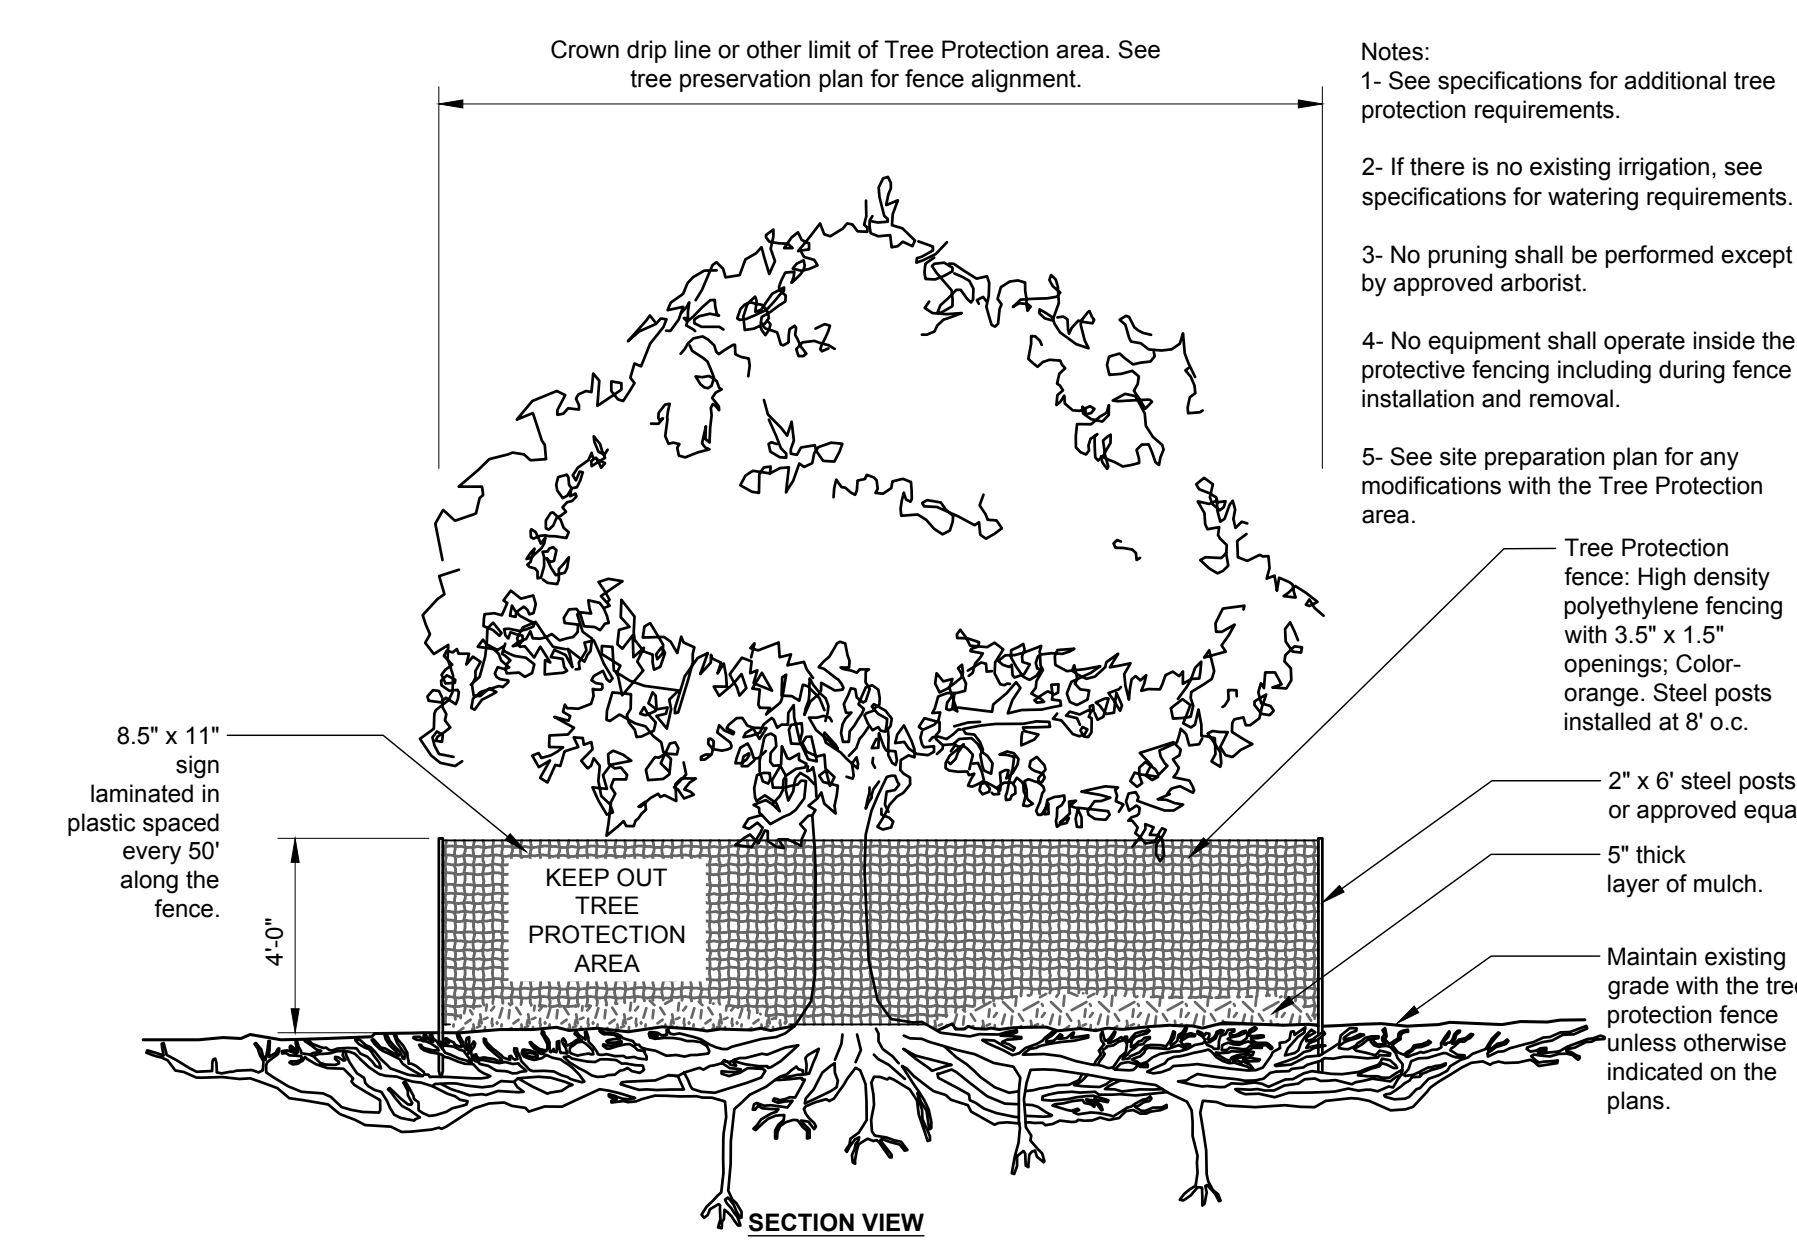 Crown drip line or other limit of Tree Protection area. See
tree preservation plan for fence alignment.
Notes:
1- See specifications for additional tree
protection requirements.
2- If there is no existing irrigation, see
specifications for watering requirements.
3- No pruning shall be performed except
by approved arborist.
4- No equipment shall operate inside the
protective fencing including during fence
installation and removal.
5- See site preparation plan for any
modifications with the Tree Protection
area.
Tree Protection
fence: High density
polyethylene fencing
with 3.5" x 1.5"
openings; Color-
orange. Steel posts
installed at 8' o.c.
2" x 6' steel posts
or approved equa
5" thick
layer of mulch.
Maintain existing
grade with the tree
protection fence
unless otherwise
indicated on the
plans.
8.5" x 11"
sign
laminated in
plastic spaced
every 50'
along the
fence.
4'-0"
KEEP OUT
TREE
PROTECTION
AREA
SECTION VIEW